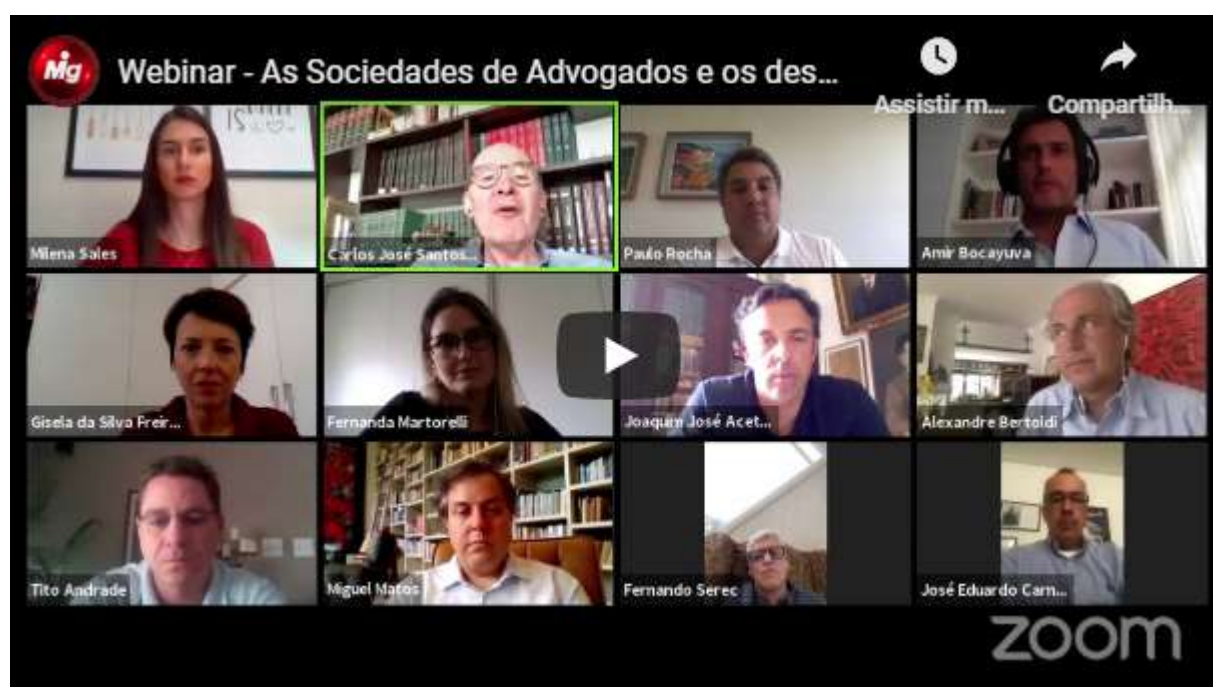 Mig
Webinar - As Sociedades de Advogados e os des...
Assistir m...
Compartilh...
Milena Sales
Carlos José Santos...
Paulo Rocha
Amir Bocayuva
Gisela da Silva Freir...
Fernanda Martorelli
Joaquim José Acet...
Alexandre Bertoldi
Tito Andrade
Miguel Matos
Fernando Serec
José Eduardo Carn...
zoom